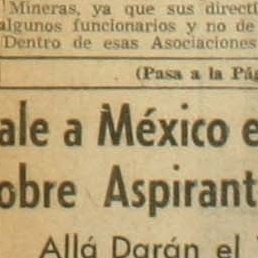 Mineras, ya que sus directi
algunos funcionarios y no de
Dentro de esas Asociaciones
(Pasa a la Pág
ale a México e
obre Aspirant
Allá Darán el